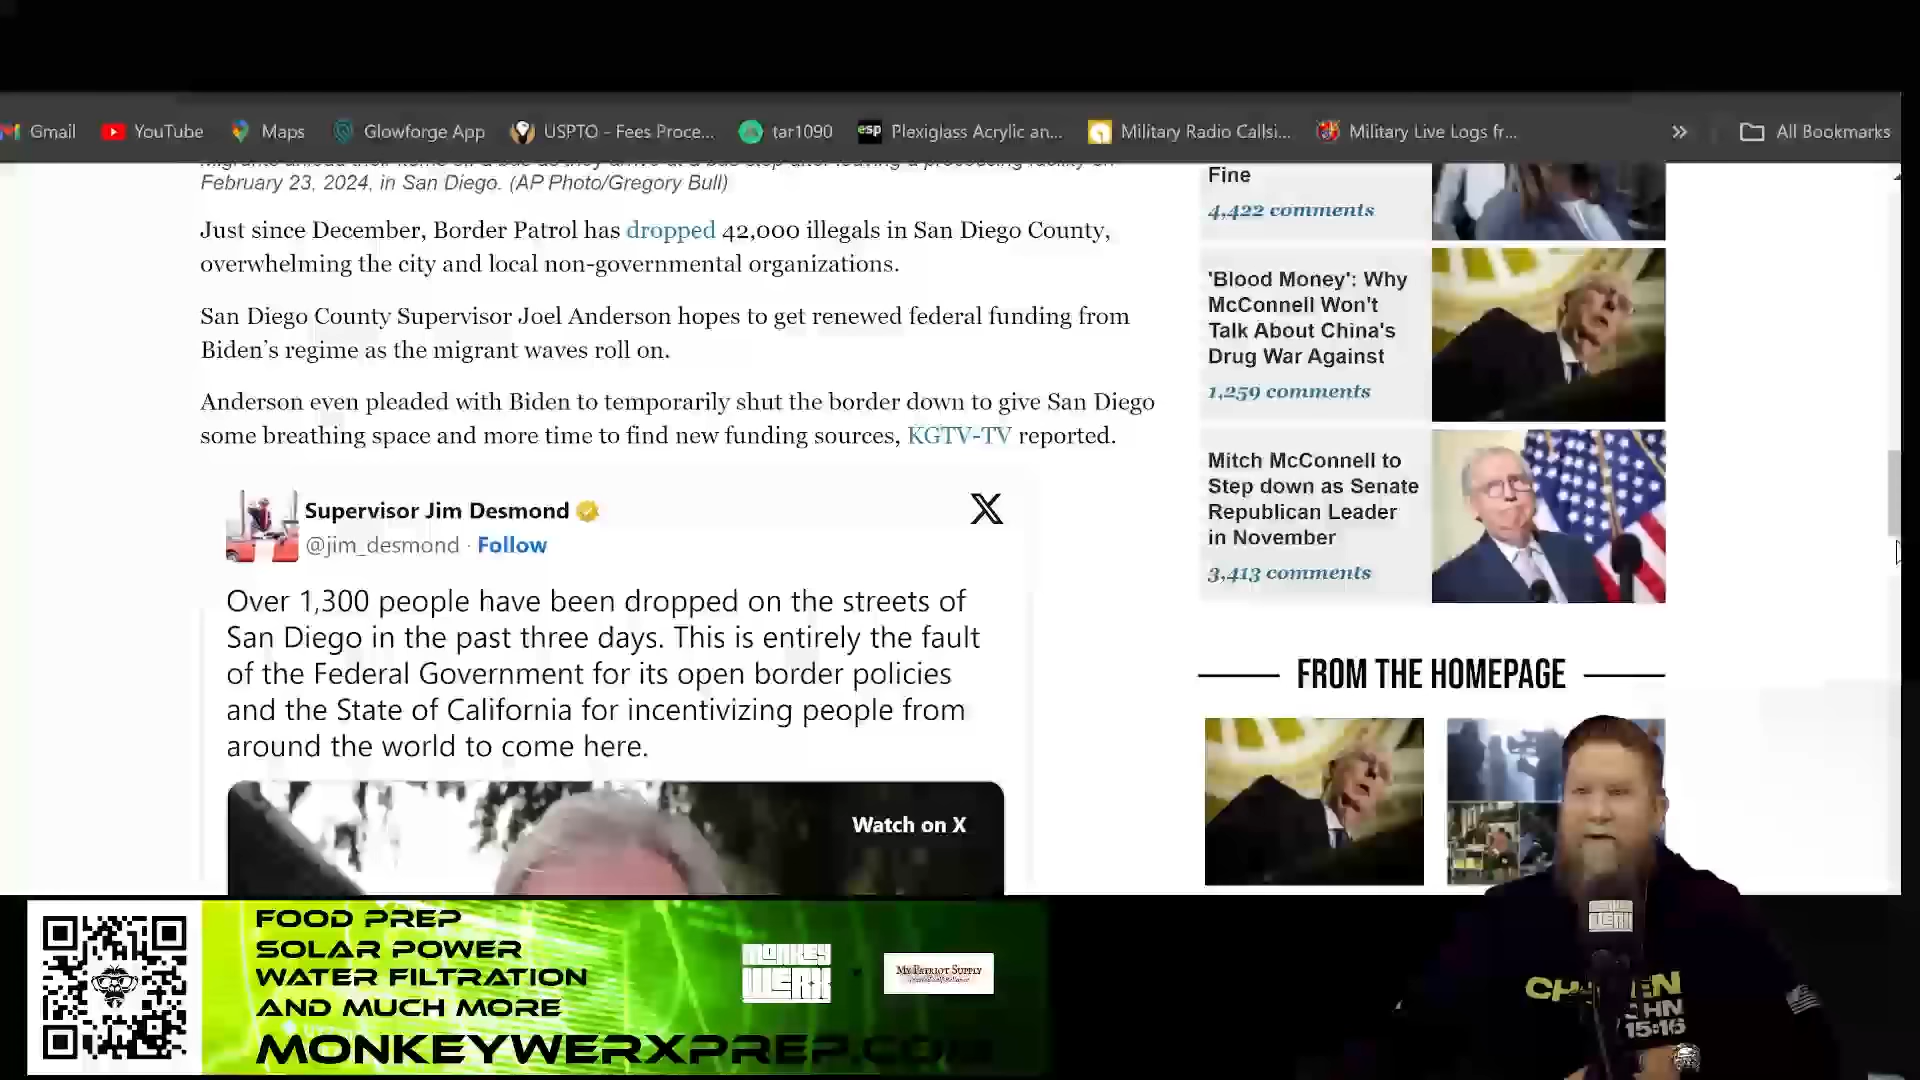 Gmail
YouTube
Maps
Glowforge App
USPTO - Fees Proce...
tar1090
esp
Plexiglass Acrylic an...
Military Radio Callsi...
Military Live Logs fr...
»
All Bookmarks
February 23, 2024, in San Diego. (AP Photo/Gregory Bull)
Just since December, Border Patrol has dropped 42,000 illegals in San Diego County,
overwhelming the city and local non-governmental organizations.
San Diego County Supervisor Joel Anderson hopes to get renewed federal funding from
Biden's regime as the migrant waves roll on.
Anderson even pleaded with Biden to temporarily shut the border down to give San Diego
some breathing space and more time to find new funding sources, KGTV-TV reported.
Supervisor Jim Desmond
@jim_desmond · Follow
Over 1,300 people have been dropped on the streets of
San Diego in the past three days. This is entirely the fault
of the Federal Government for its open border policies
and the State of California for incentivizing people from
around the world to come here.
Watch on X
Fine
4,422 comments
'Blood Money': Why
McConnell Won't
Talk About China's
Drug War Against
1,259 comments
Mitch McConnell to
Step down as Senate
Republican Leader
in November
3,413 comments
FROM THE HOMEPAGE
FOOD PREP
SOLAR POWER
WATER FILTRATION
AND MUCH MORE
MONKEYWERXPREP.COM
MONKEY
WERX
MY PATRIOT SUPPLY
15:16